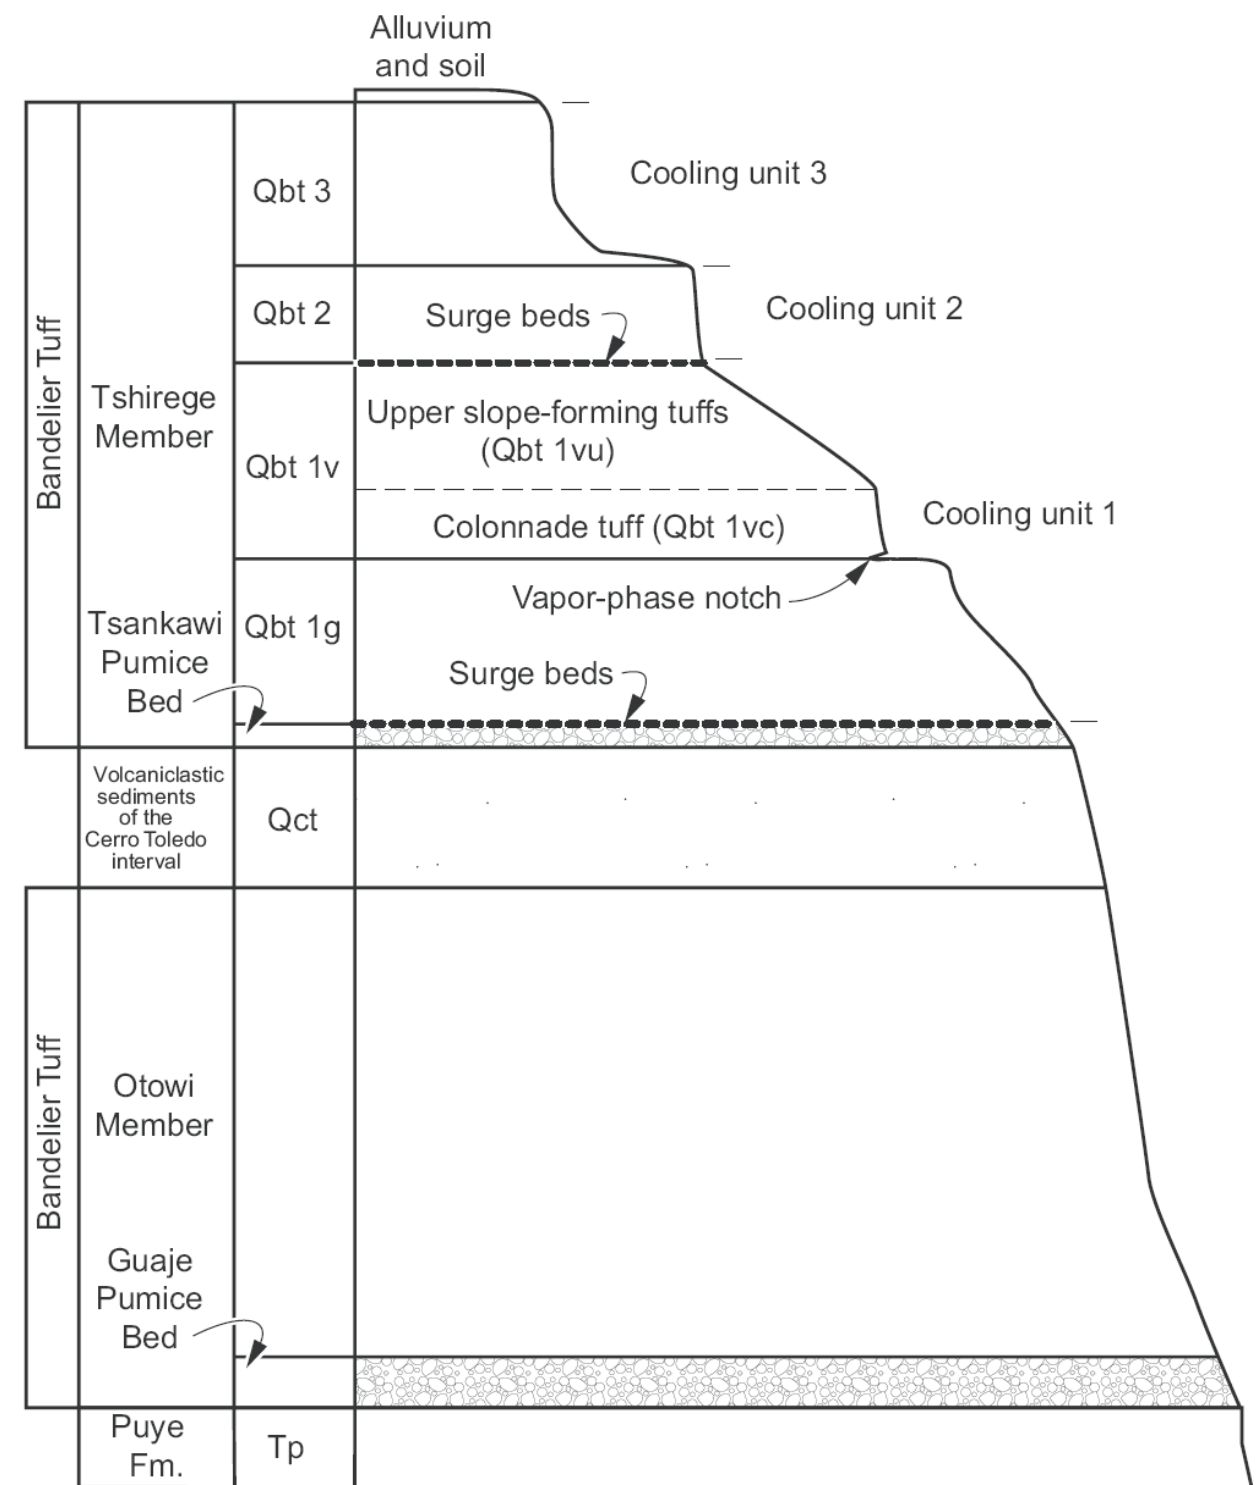 Alluvium
and soil
Bandelier Tuff
Tshirege
Member
Qbt 3
Cooling unit 3
Qbt 2
Surge beds
Cooling unit 2
Qbt 1v
Upper slope-forming tuffs
(Qbt 1vu)
Colonnade tuff (Qbt 1vc)
Cooling unit 1
Vapor-phase notch
Tsankawi
Pumice
Bed
Qbt 1g
Surge beds
Volcaniclastic
sediments
of the
Cerro Toledo
interval
Qct
Bandelier Tuff
Otowi
Member
Guaje
Pumice
Bed
Puye
Fm.
Tp